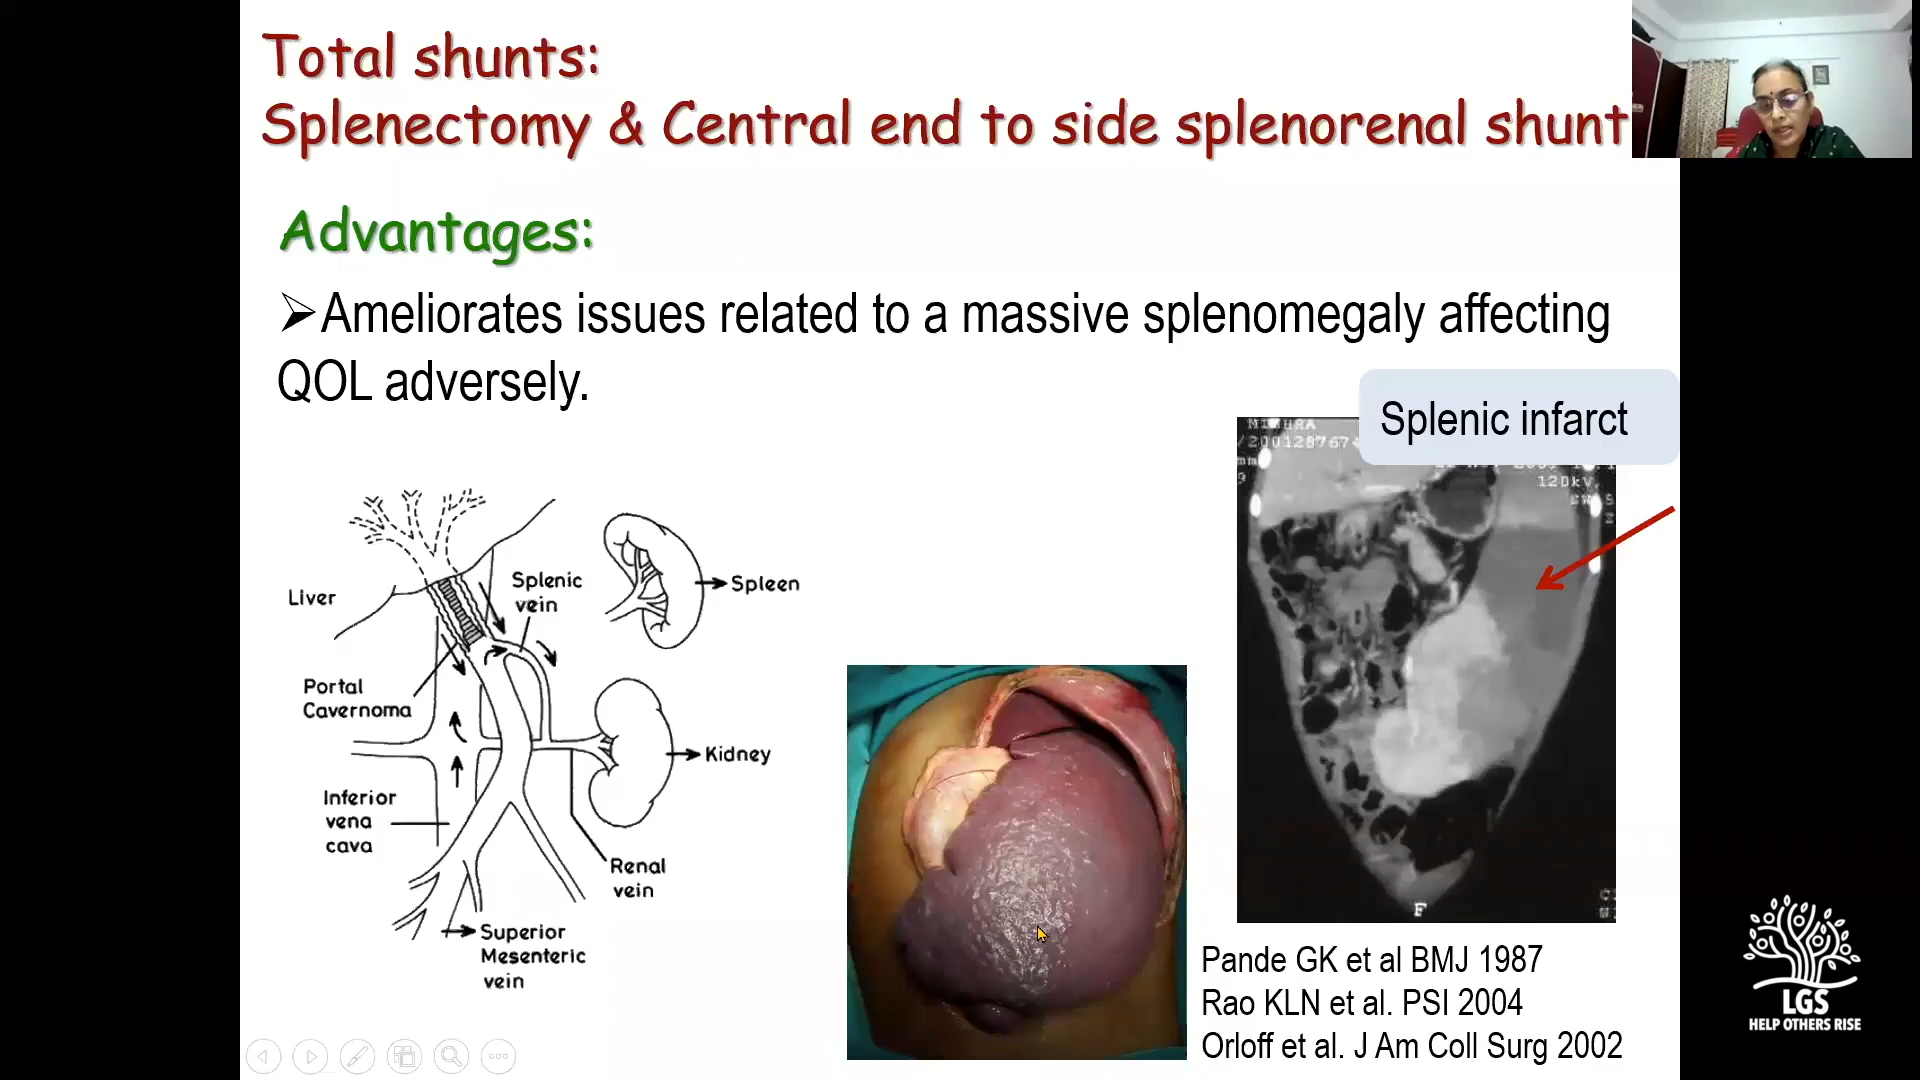 Total shunts:
Splenectomy & Central end to side splenorenal shunt
Advantages:
➢Ameliorates issues related to a massive splenomegaly affecting
QOL adversely.
Splenic infarct
120kV
Liver
Splenic
vein
Spleen
Portal
Cavernoma
Kidney
Inferior
vena
cava
Renal
vein
Superior
Mesenteric
vein
F
Pande GK et al BMJ 1987
Rao KLN et al. PSI 2004
Orloff et al. J Am Coll Surg 2002
LGS
HELP OTHERS RISE